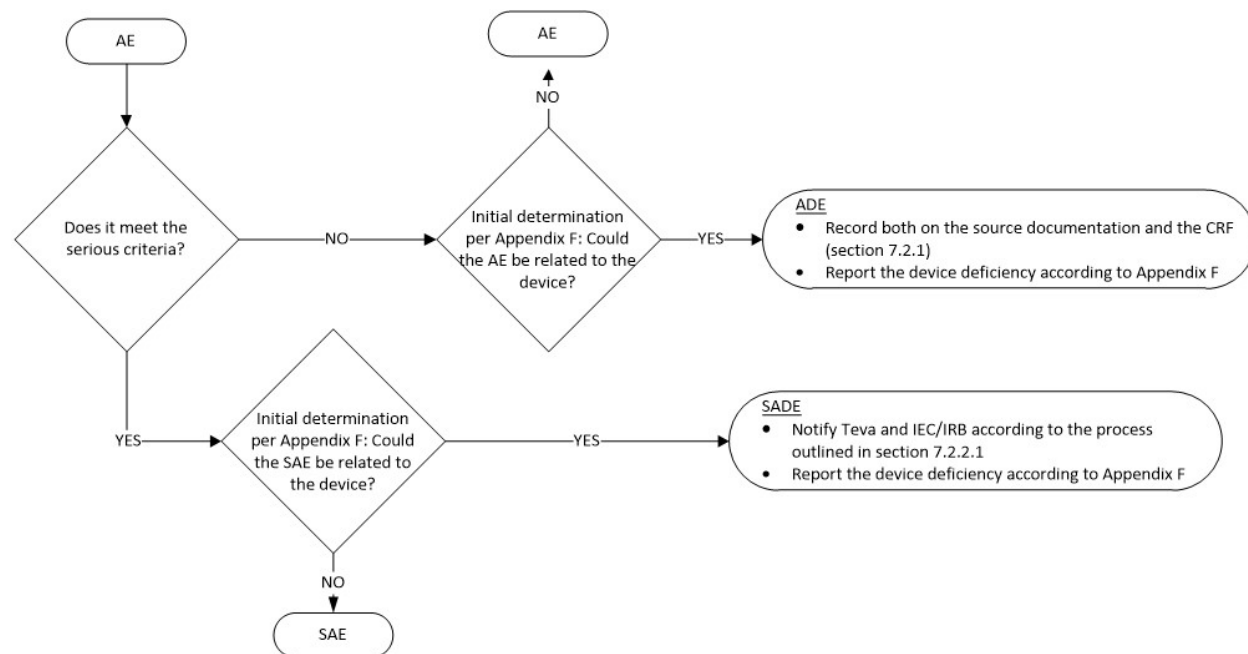 AE
AE
NO
Does it meet the
serious criteria?
NO
Initial determination
per Appendix F: Could
the AE be related to the
device?
YES
ADE
• Record both on the source documentation and the CRF
(section 7.2.1)
• Report the device deficiency according to Appendix F
YES
Initial determination
per Appendix F: Could
the SAE be related to
the device?
YES
SADE
• Notify Teva and IEC/IRB according to the process
outlined in section 7.2.2.1
• Report the device deficiency according to Appendix F
NO
SAE